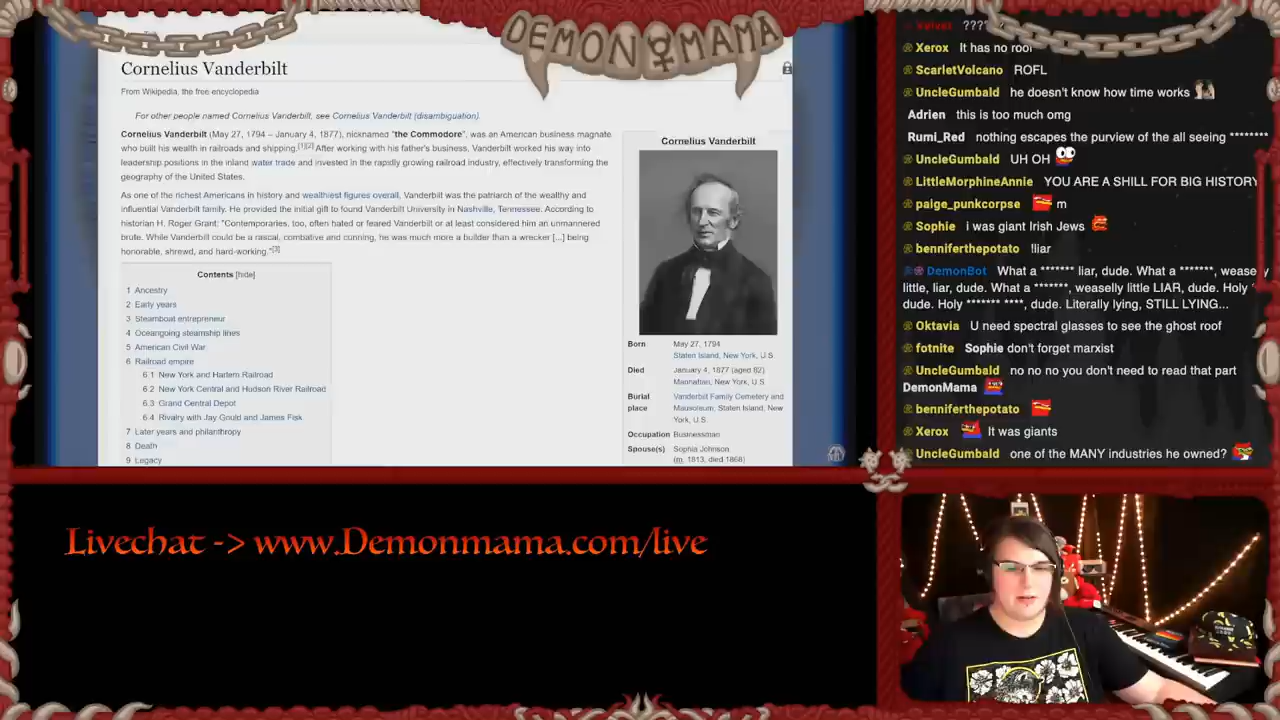 DEMON MAMA
Cornelius Vanderbilt
From Wikipedia, the free encyclopedia
For other people named Cornelius Vanderbilt, see Cornelius Vanderbilt (disambiguation).
Cornelius Vanderbilt (May 27, 1794 – January 4, 1877), nicknamed "the Commodore", was an American business magnate
who built his wealth in railroads and shipping.[1][2] After working with his father's business, Vanderbilt worked his way into
leadership positions in the inland water trade and invested in the rapidly growing railroad industry, effectively transforming the
geography of the United States.
As one of the richest Americans in history and wealthiest figures overall, Vanderbilt was the patriarch of the wealthy and
influential Vanderbilt family. He provided the initial gift to found Vanderbilt University in Nashville, Tennessee. According to
historian H. Roger Grant: "Contemporaries, too, often hated or feared Vanderbilt or at least considered him an unmannered
brute. While Vanderbilt could be a rascal, combative and cunning, he was much more a builder than a wrecker [...] being
honorable, shrewd, and hard-working."[3]
Contents [hide]
1 Ancestry
2 Early years
3 Steamboat entrepreneur
4 Oceangoing steamship lines
5 American Civil War
6 Railroad empire
6.1 New York and Harlem Railroad
6.2 New York Central and Hudson River Railroad
6.3 Grand Central Depot
6.4 Rivalry with Jay Gould and James Fisk
7 Later years and philanthropy
8 Death
9 Legacy
Cornelius Vanderbilt
Born May 27, 1794
Staten Island, New York, U.S.
Died January 4, 1877 (aged 82)
Manhattan, New York, U.S.
Burial place Vanderbilt Family Cemetery and
Mausoleum, Staten Island, New
York, U.S.
Occupation Businessman
Spouse(s) Sophia Johnson
(m. 1813, died 1868)
????
Xerox It has no roof
ScarletVolcano ROFL
UncleGumbald he doesn't know how time works
Adrien this is too much omg
Rumi_Red nothing escapes the purview of the all seeing ********
UncleGumbald UH OH
LittleMorphineAnnie YOU ARE A SHILL FOR BIG HISTORY
paige_punkcorpse m
Sophie i was giant Irish Jews
benniferthepotato !liar
DemonBot What a ******* liar, dude. What a *******, weasely
little, liar, dude. What a *******, weaselly little LIAR, dude. Holy
dude. Holy ******* ****, dude. Literally lying, STILL LYING...
Oktavia U need spectral glasses to see the ghost roof
fotnite Sophie don't forget marxist
UncleGumbald no no no you don't need to read that part
DemonMama
benniferthepotato
Xerox It was giants
UncleGumbald one of the MANY industries he owned?
Livechat -> www.Demonmama.com/live